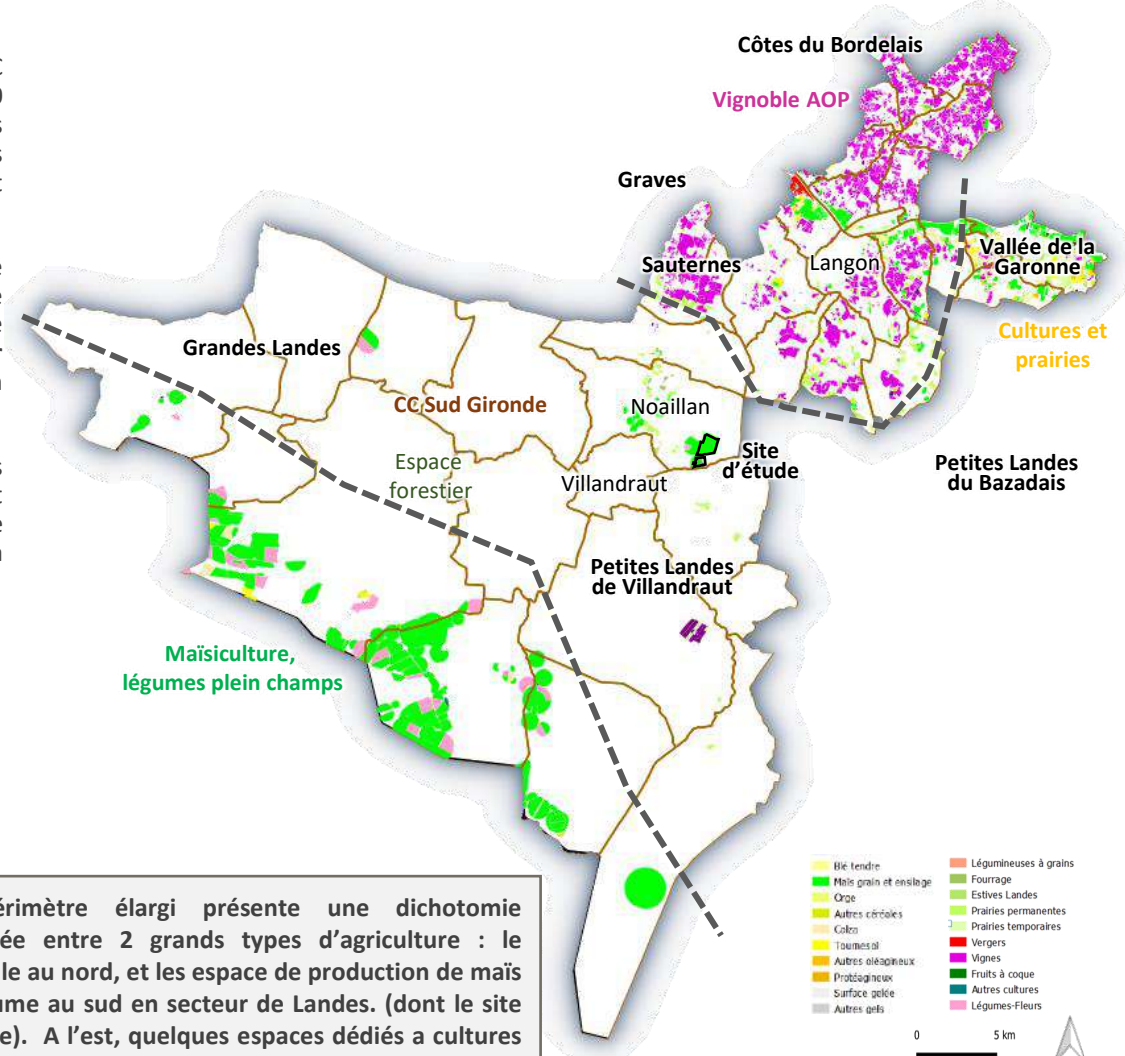 Côtes du Bordelais
Vignoble AOP
Graves
Sauternes
Langon
Vallée de la
Garonne
Cultures et
prairies
Grandes Landes
CC Sud Gironde
Noaillan
Site
d'étude
Espace
forestier
Villandraut
Petites Landes
du Bazadais
Petites Landes
de Villandraut
Maïsiculture,
légumes plein champs
érimètre élargi présente une dichotomie
ée entre 2 grands types d'agriculture : le
le au nord, et les espace de production de maïs
ume au sud en secteur de Landes. (dont le site
e). A l'est, quelques espaces dédiés a cultures
Blé tendre
Maïs grain et ensilage
Orge
Autres céréales
Colza
Tournesol
Autres oléagineux
Protéagineux
Surface gelée
Autres gels
Légumineuses à grains
Fourrage
Estives Landes
Prairies permanentes
Prairies temporaires
Vergers
Vignes
Fruits à coque
Autres cultures
Légumes-Fleurs
0 5 km